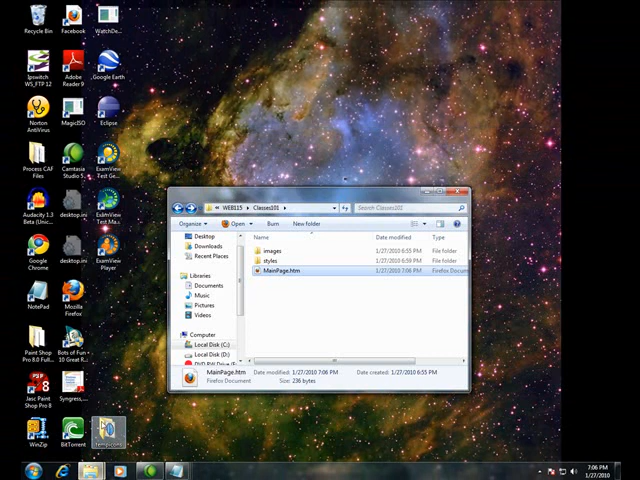 Recycle Bin
Facebook
WatchDe...
Ipswitch
WS_FTP 12
Adobe
Reader 9
Google Earth
Norton
AntiVirus
MagicISO
Eclipse
Process CAF
Files
Camtasia
Studio 5
ExamView
Test Ge...
Audacity 1.3
Beta (Unic...
desktop.ini
ExamView
Test Ma...
Google
Chrome
desktop.ini
ExamView
Player
NotePad
Mozilla
Firefox
Paint Shop
Pro 8.0 Full...
Bots of Fun -
10 Great R...
Jasc Paint
Shop Pro 8
Syngress...
WinZip
BitTorrent
tempicons
WEB115
Classes101
Search Classes101
Organize
Open
Burn
New folder
Desktop
Downloads
Recent Places
Libraries
Documents
Music
Pictures
Videos
Computer
Local Disk (C:)
Local Disk (D:)
Name
Date modified
Type
images
1/27/2010 6:55 PM
File folder
styles
1/27/2010 6:59 PM
File folder
MainPage.htm
1/27/2010 7:06 PM
Firefox Docum
MainPage.htm
Date modified: 1/27/2010 7:06 PM
Date created: 1/27/2010 6:55 PM
Firefox Document
Size: 236 bytes
7:06 PM
1/27/2010